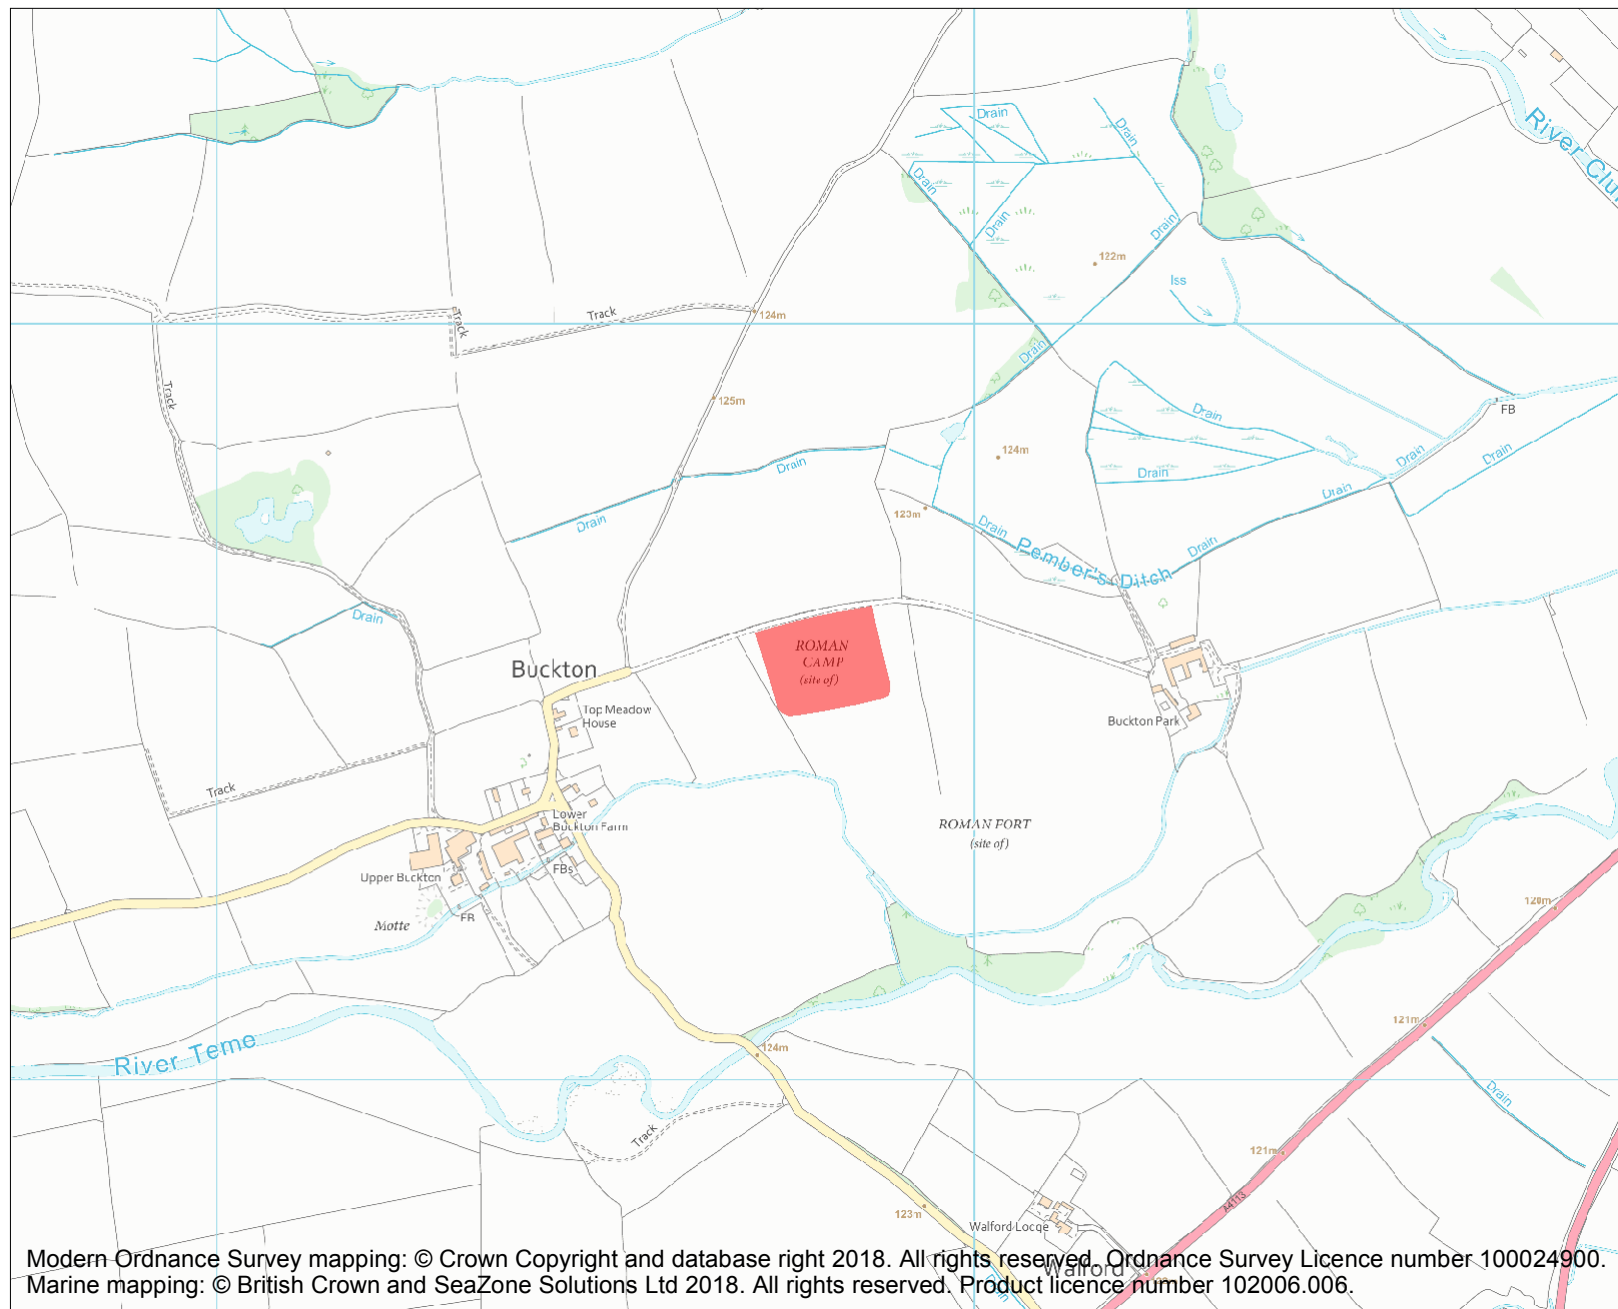 Drain
Drain
River Clu
Drain
Drain
Drain
122m
Iss
Track
Track
124m
Drain
Track
125m
Drain
FB
124m
Drain
Drain
Drain
Drain
Drain
Drain
123m
Drain
Drain
Pember's Ditch
Drain
ROMAN
CAMP
(site of)
Buckton
Top Meadow
House
Buckton Park
Track
Lower
Buckton Farm
ROMAN FORT
(site of)
Upper Buckton
FBs
FB
Motte
120m
121m
River Teme
124m
Drain
Track
121m
A4113
123m
Walford Lodge
Walford
Drain
Modern Ordnance Survey mapping: © Crown Copyright and database right 2018. All rights reserved. Ordnance Survey Licence number 100024900.
Marine mapping: © British Crown and SeaZone Solutions Ltd 2018. All rights reserved. Product licence number 102006.006.